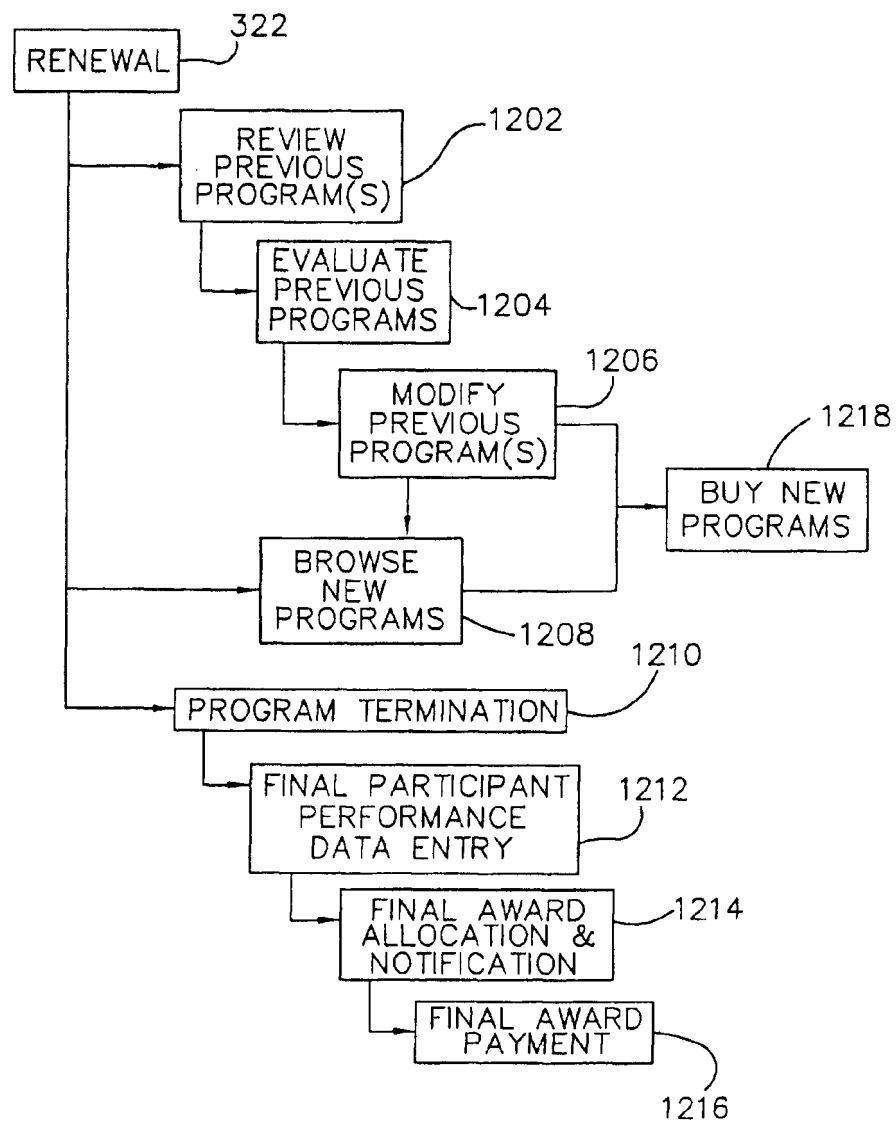 322
RENEWAL
1202
REVIEW
PREVIOUS
PROGRAM(S)
EVALUATE
PREVIOUS
PROGRAMS
1204
1206
MODIFY
PREVIOUS
PROGRAM(S)
1218
BUY NEW
PROGRAMS
BROWSE
NEW
PROGRAMS
1208
1210
PROGRAM TERMINATION
FINAL PARTICIPANT
PERFORMANCE
DATA ENTRY
1212
FINAL AWARD
ALLOCATION &
NOTIFICATION
1214
FINAL AWARD
PAYMENT
1216